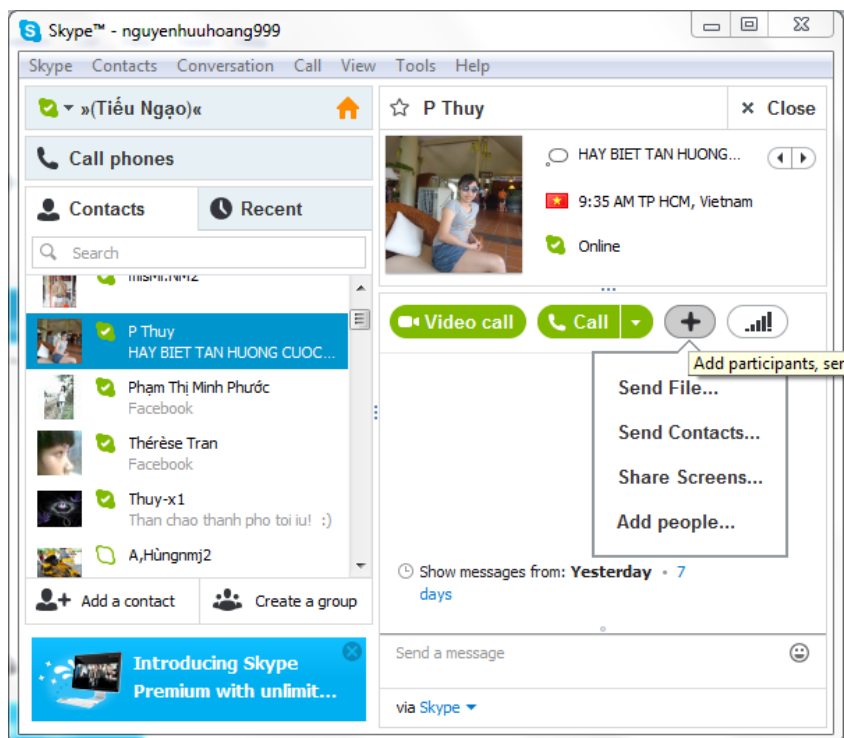 Skype™ - nguyenhuuhoang999
Skype Contacts Conversation Call View Tools Help
»(Tiếu Ngạo)«
Call phones
Contacts
Recent
Search
P Thuy
HAY BIET TAN HUONG CUOC...
Phạm Thị Minh Phước
Facebook
Thérèse Tran
Facebook
Thuy-x1
Than chao thanh pho toi iu! :)
A,Hùngnmj2
Add a contact
Create a group
Introducing Skype
Premium with unlimit...
P Thuy
× Close
HAY BIET TAN HUONG...
9:35 AM TP HCM, Vietnam
Online
Video call
Call
Add participants, ser
Send File...
Send Contacts...
Share Screens...
Add people...
Show messages from: Yesterday • 7
days
Send a message
via Skype